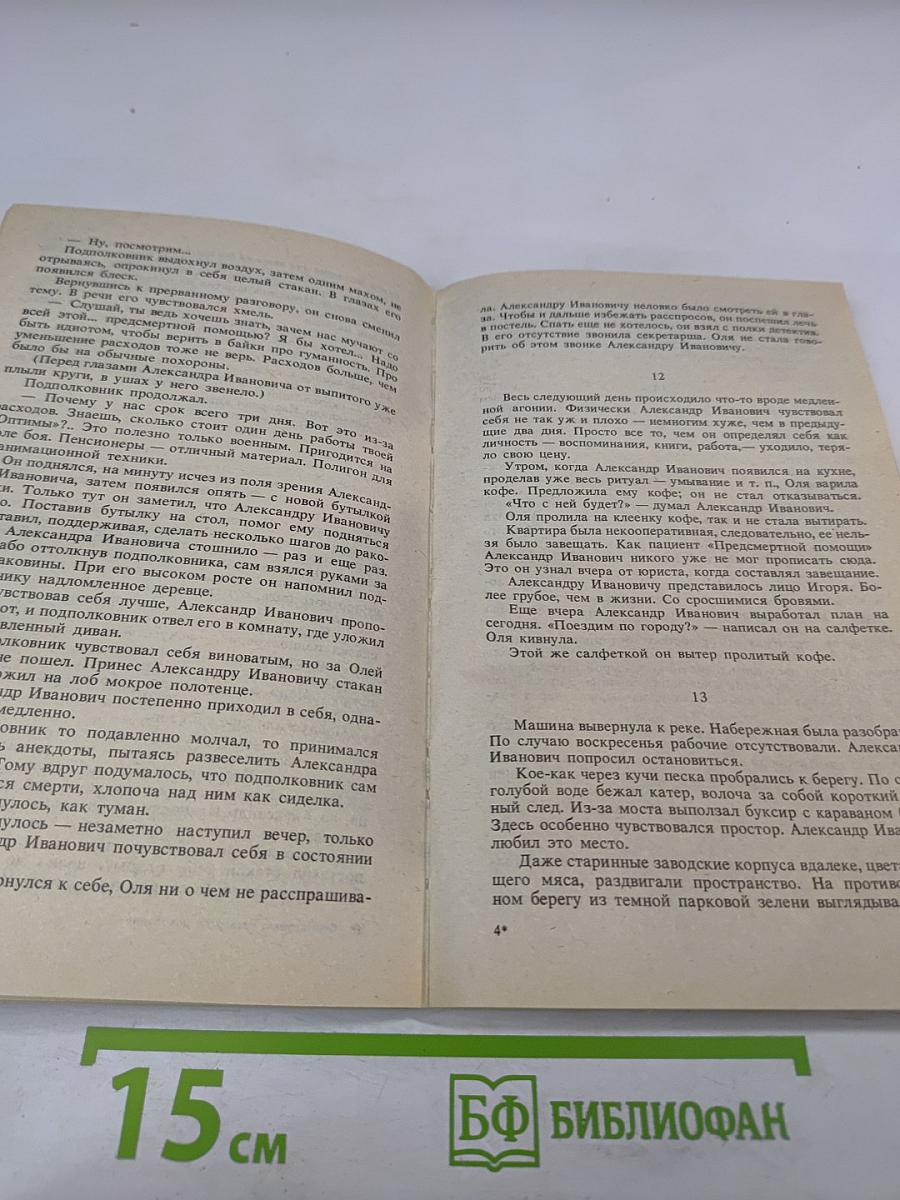 — Ну, посмотрим...
Подполковник выдохнул воздух, затем одним махом, не
отрываясь, опрокинул в себя целый стакан. В глазах его
появился блеск.
Вернувшись к прерванному разговору, он снова сменил
тему. В речи его чувствовался хмель.
— Слушай, ты ведь хочешь знать, зачем нас мучают со
всей этой... предсмертной помощью? Я бы хотел... Надо
быть идиотом, чтобы верить в байки про гуманность. Про
уменьшение расходов тоже не верь. Расходов больше, чем
было бы на обычные похороны.
(Перед глазами Александра Ивановича от выпитого уже
плыли круги, в ушах у него звенело.)
Подполковник продолжал...
— Почему у нас срок всего три дня. Вот это из-за
расходов. Знаешь, сколько стоит один день работы твоей
Оптимы»?.. Это полезно только военным. Пригодится на
оле боя. Пенсионеры — отличный материал. Полигон для
анимационной техники.
Он поднялся, на минуту исчез из поля зрения Александ-
Ивановича, затем появился опять — с новой бутылкой
ки. Только тут он заметил, что Александру Ивановичу
о. Поставив бутылку на стол, помог ему подняться
тавил, поддерживая, сделать несколько шагов до рако-
Александра Ивановича стошнило — раз и еще раз.
або оттолкнув подполковника, сам взялся руками за
аковины. При его высоком росте он напомнил под-
нику надломленное деревце.
увствовав себя лучше, Александр Иванович пропо-
от, и подполковник отвел его в комнату, где уложил
вленный диван.
олковник чувствовал себя виноватым, но за Олей
не пошел. Принес Александру Ивановичу стакан
ожил на лоб мокрое полотенце.
ндр Иванович постепенно приходил в себя, одна-
медленно.
овник то подавленно молчал, то принимался
ь анекдоты, пытаясь развеселить Александра
Тому вдруг подумалось, что подполковник сам
ся смерти, хлопоча над ним как сиделка.
нулось, как туман.
нулось — незаметно наступил вечер, только
др Иванович почувствовал себя в состоянии
рнулся к себе, Оля ни о чем не расспрашива-
ла. Александру Ивановичу неловко было смотреть ей в гла-
за. Чтобы и дальше избежать расспросов, он поспешил лечь
в постель. Спать еще не хотелось, он взял с полки детектив.
В его отсутствие звонила секретарша. Оля не стала гово-
рить об этом звонке Александру Ивановичу.
12
Весь следующий день происходило что-то вроде медлен-
ной агонии. Физически Александр Иванович чувствовал
себя не так уж и плохо — немногим хуже, чем в предыду-
щие два дня. Просто все то, чем он определял себя как
личность — воспоминания, книги, работа,— уходило, теря-
ло свою цену.
Утром, когда Александр Иванович появился на кухне,
проделав уже весь ритуал — умывание и т. п., Оля варила
кофе. Предложила ему кофе; он не стал отказываться.
«Что с ней будет?» — думал Александр Иванович.
Оля пролила на клеенку кофе, так и не стала вытирать.
Квартира была некооперативная, следовательно, ее нель-
зя было завещать. Как пациент «Предсмертной помощи»
Александр Иванович никого уже не мог прописать сюда.
Это он узнал вчера от юриста, когда составлял завещание.
Александру Ивановичу представилось лицо Игоря. Бо-
лее грубое, чем в жизни. Со сросшимися бровями.
Еще вчера Александр Иванович выработал план на
сегодня. «Поездим по городу?» — написал он на салфетке.
Оля кивнула.
Этой же салфеткой он вытер пролитый кофе.
13
Машина вывернула к реке. Набережная была разобра
По случаю воскресенья рабочие отсутствовали. Алекса
Иванович попросил остановиться.
Кое-как через кучи песка пробрались к берегу. По с
голубой воде бежал катер, волоча за собой короткий
ный след. Из-за моста выползал буксир с караваном
Здесь особенно чувствовался простор. Александр Ива
любил это место.
Даже старинные заводские корпуса вдалеке, цвета
щего мяса, раздвигали пространство. На противо
ном берегу из темной парковой зелени выглядыва
4*
15 см
БФ БИБЛИОФАН